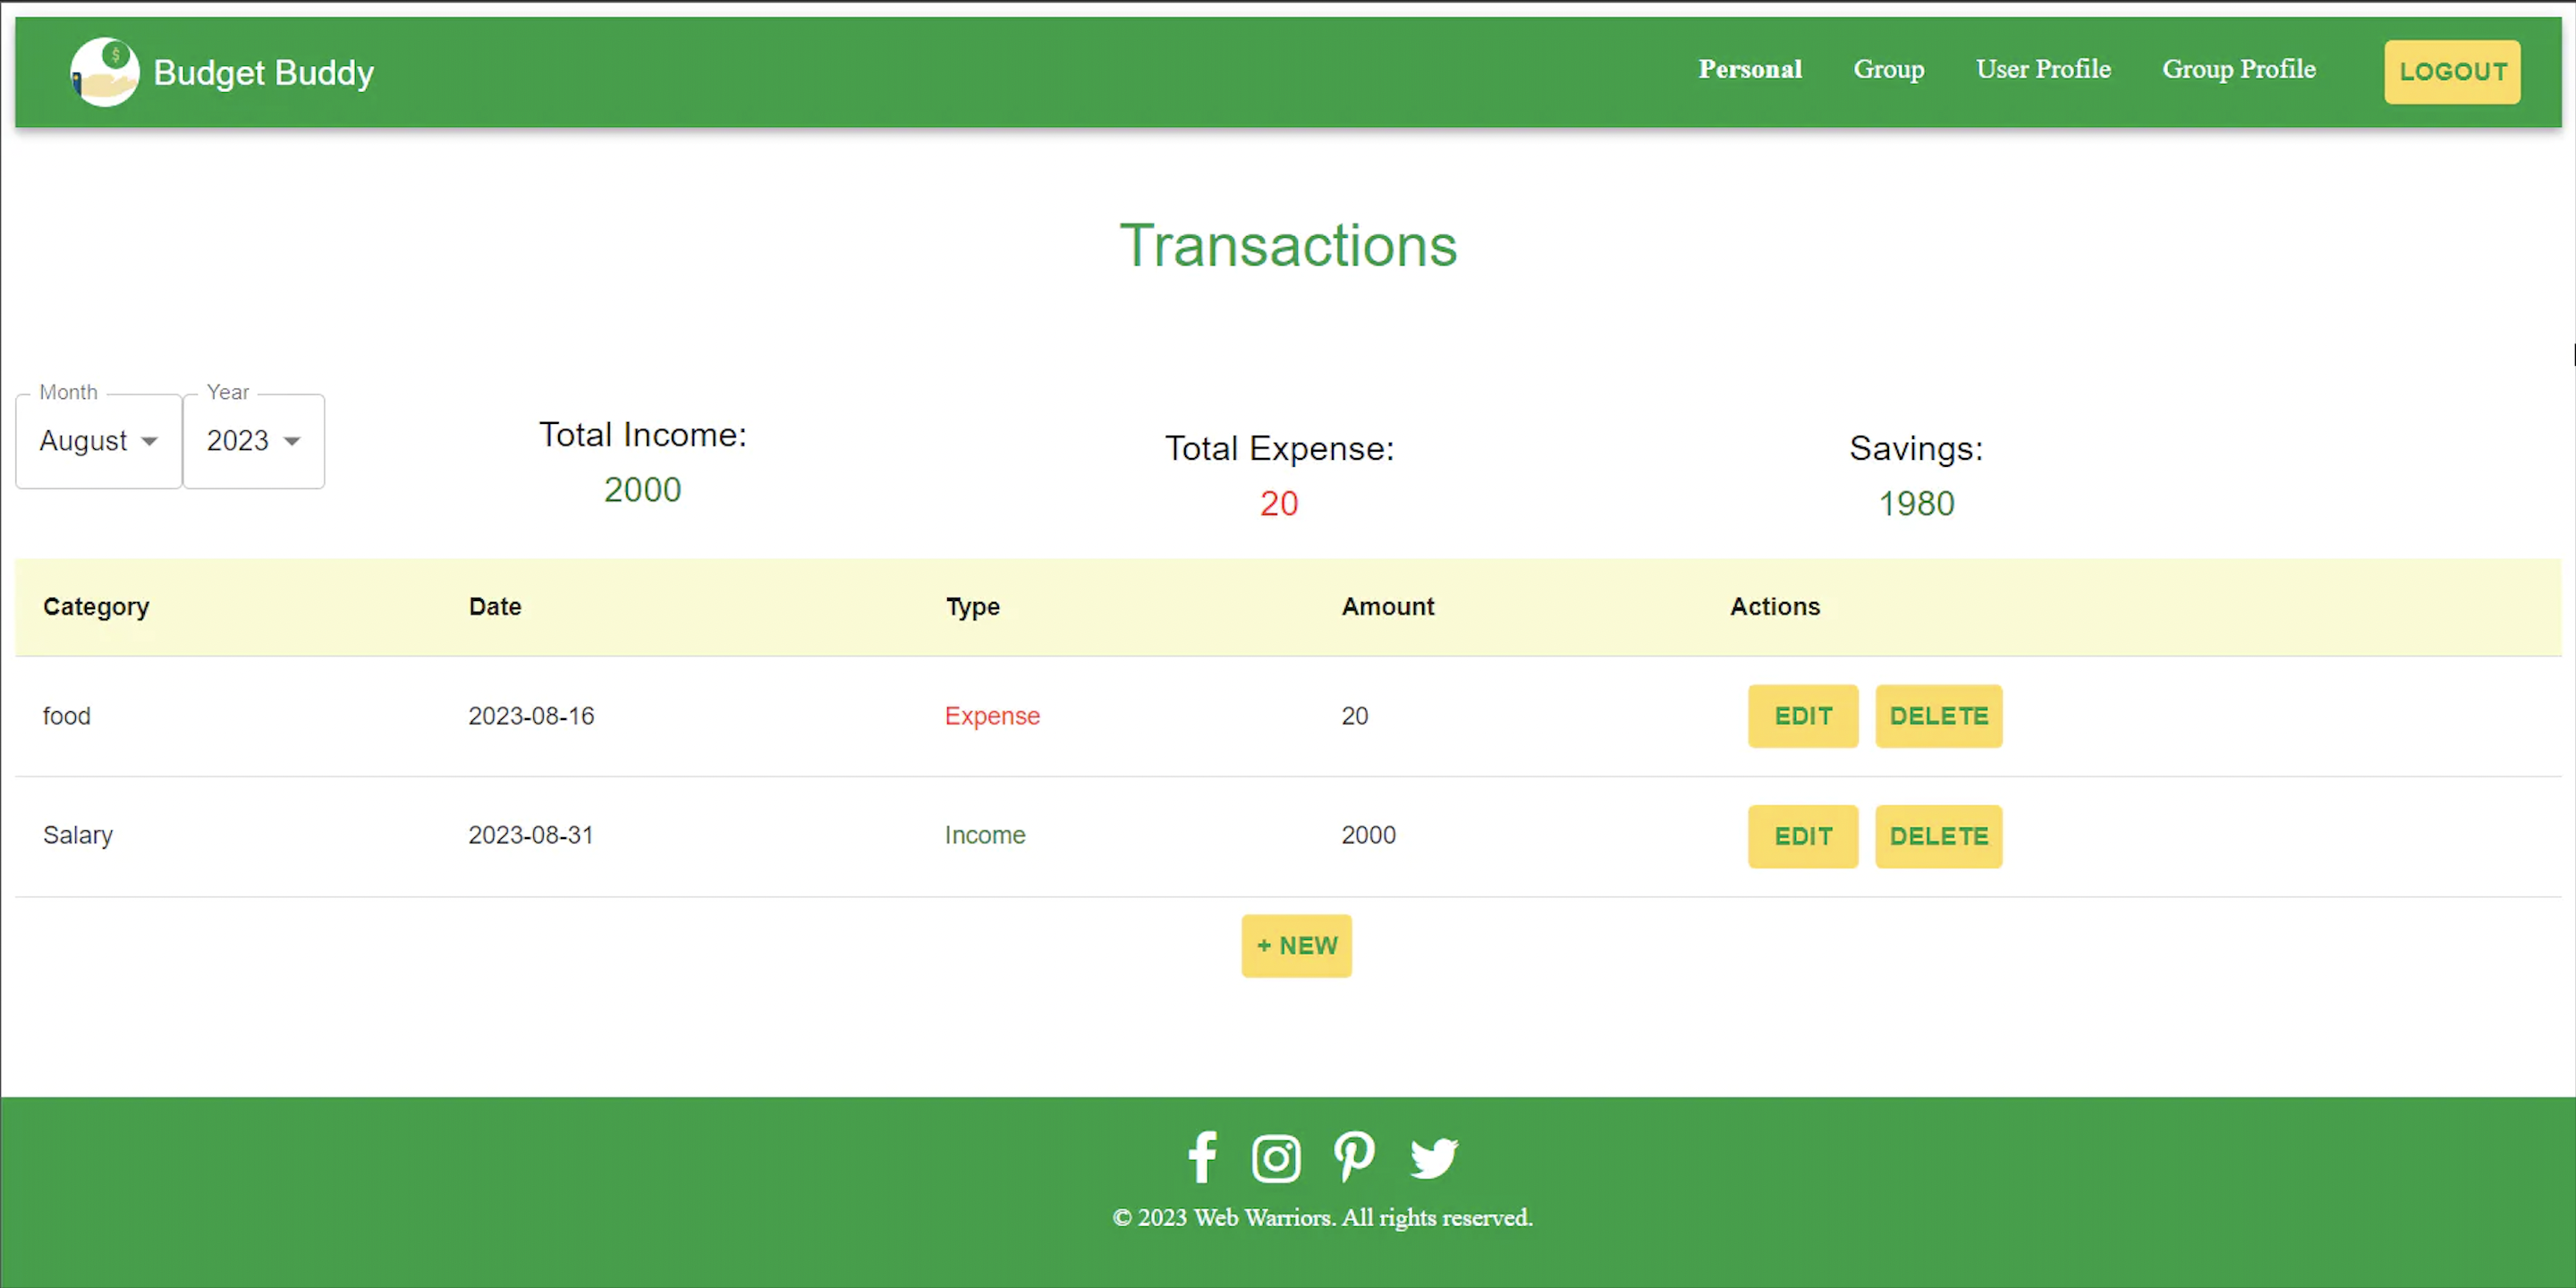 $
Budget Buddy
Personal Group User Profile Group Profile LOGOUT
Transactions
Month Year
August 2023
Total Income:
2000
Total Expense:
20
Savings:
1980
Category Date Type Amount Actions
food 2023-08-16 Expense 20 EDIT DELETE
Salary 2023-08-31 Income 2000 EDIT DELETE
+ NEW
© 2023 Web Warriors. All rights reserved.